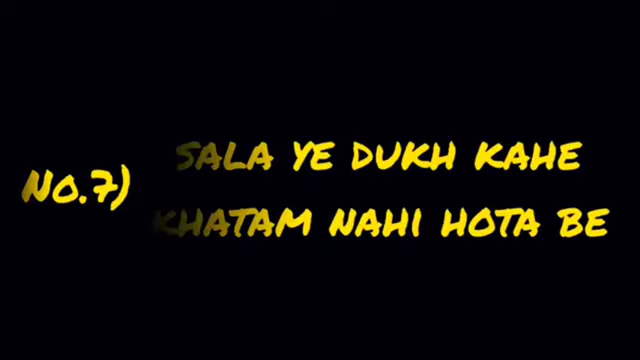 No.7)
SALA YE DUKH KAHE
KHATAM NAHI HOTA BE